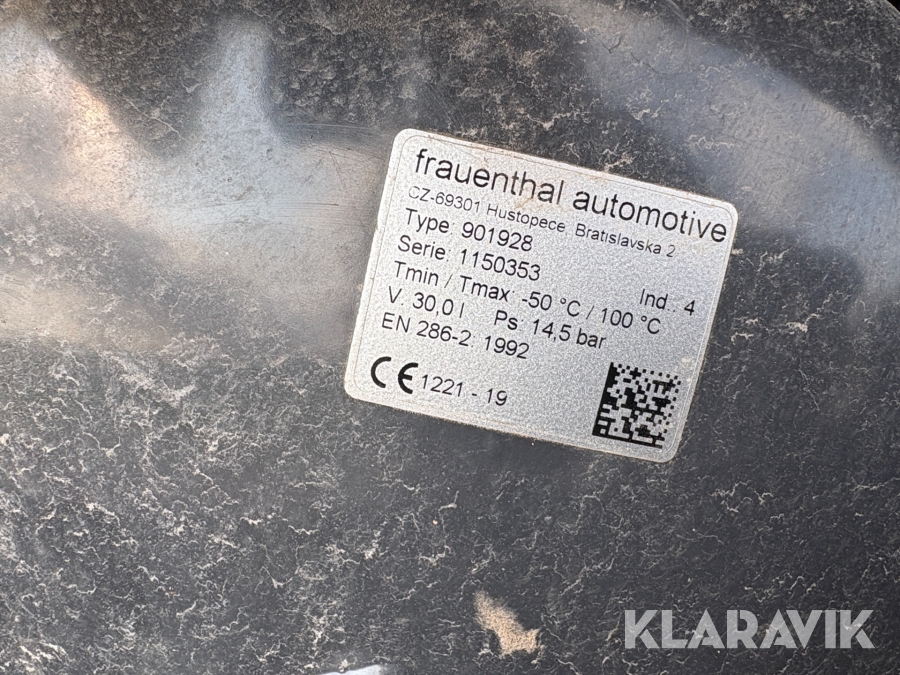 frauenthal automotive
CZ-69301 Hustopece, Bratislavska 2
Type: 901928
Serie: 1150353 Ind.: 4
Tmin / Tmax: -50 °C / 100 °C
V: 30,0 l Ps: 14,5 bar
EN 286-2: 1992
CE 1221 - 19
KLARAVIK